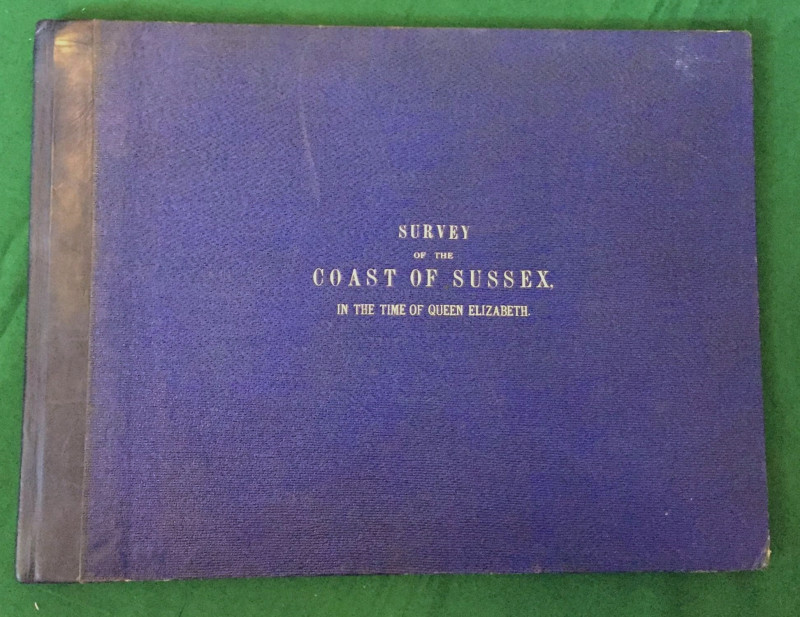 SURVEY
OF THE
COAST OF SUSSEX,
IN THE TIME OF QUEEN ELIZABETH.